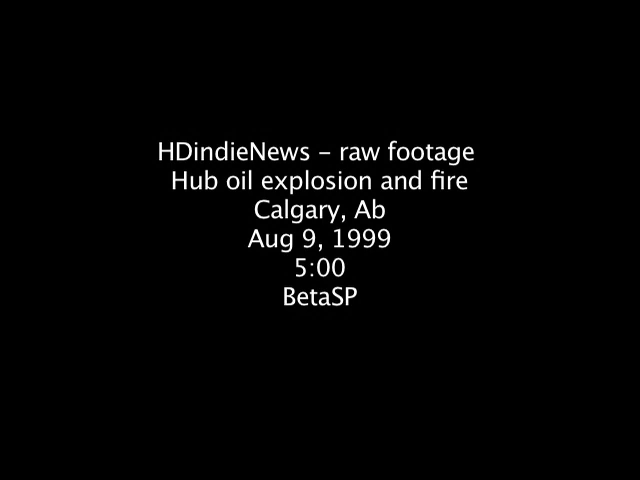 HDindieNews - raw footage
Hub oil explosion and fire
Calgary, Ab
Aug 9, 1999
5:00
BetaSP